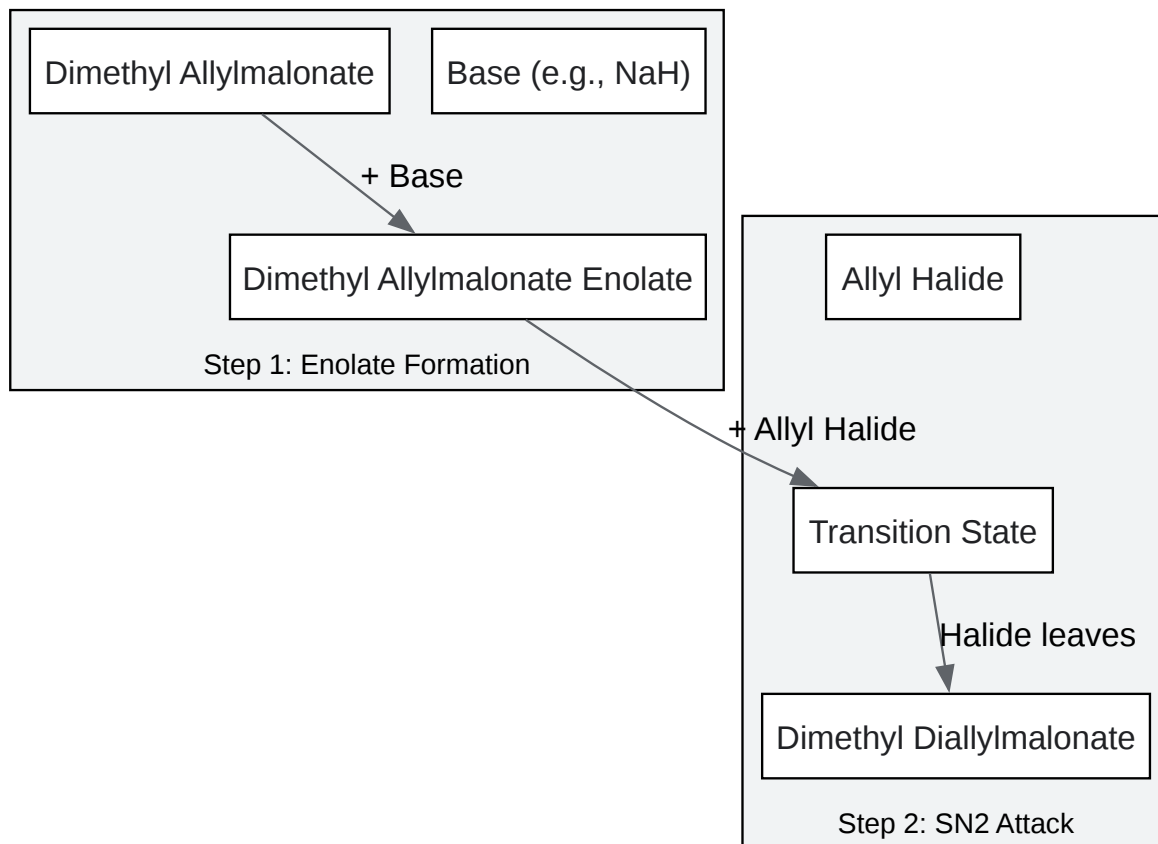 Dimethyl Allylmalonate
Base (e.g., NaH)
+ Base
Dimethyl Allylmalonate Enolate
Allyl Halide
Step 1: Enolate Formation
+ Allyl Halide
Transition State
Halide leaves
Dimethyl Diallylmalonate
Step 2: SN2 Attack